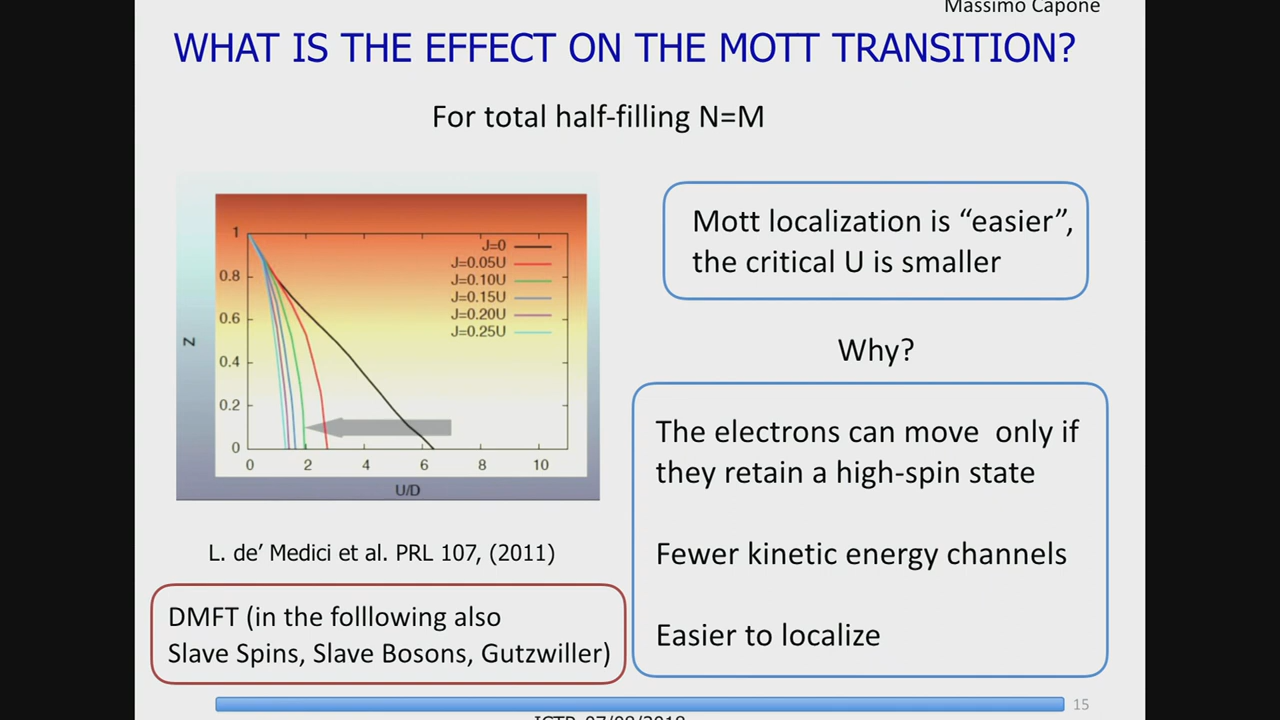 Massimo Capone
WHAT IS THE EFFECT ON THE MOTT TRANSITION?
For total half-filling N=M
Mott localization is “easier”,
the critical U is smaller
Why?
The electrons can move only if
they retain a high-spin state
Fewer kinetic energy channels
Easier to localize
1
0.8
0.6
0.4
0.2
0
Z
J=0
J=0.05U
J=0.10U
J=0.15U
J=0.20U
J=0.25U
0 2 4 6 8 10
U/D
L. de’ Medici et al. PRL 107, (2011)
DMFT (in the folllowing also
Slave Spins, Slave Bosons, Gutzwiller)
15
ICTP, 07/08/2018